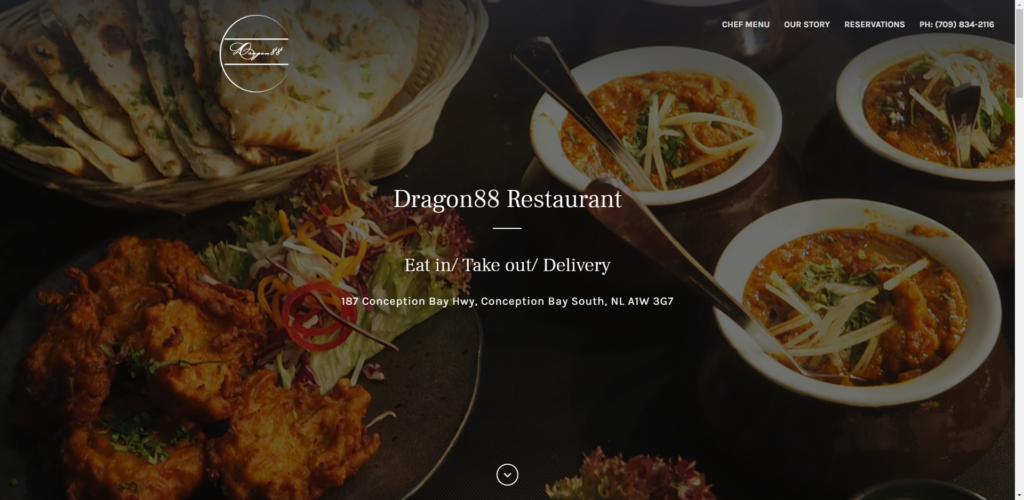 Dragon88
CHEF MENU OUR STORY RESERVATIONS PH: (709) 834-2116
Dragon88 Restaurant
Eat in/ Take out/ Delivery
187 Conception Bay Hwy, Conception Bay South, NL A1W 3G7